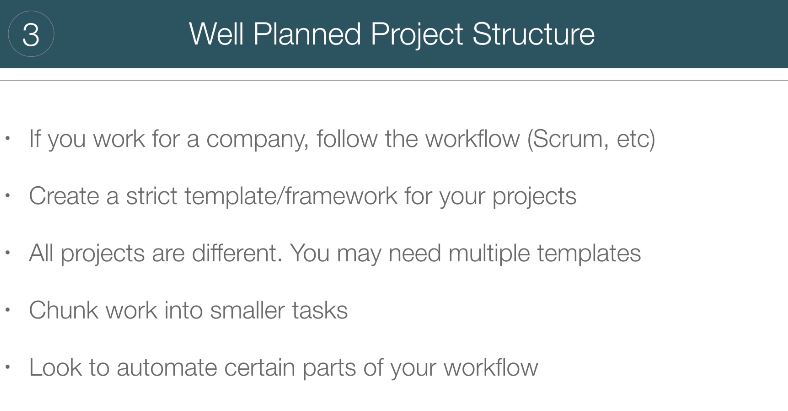 3
Well Planned Project Structure
• If you work for a company, follow the workflow (Scrum, etc)
• Create a strict template/framework for your projects
• All projects are different. You may need multiple templates
• Chunk work into smaller tasks
• Look to automate certain parts of your workflow